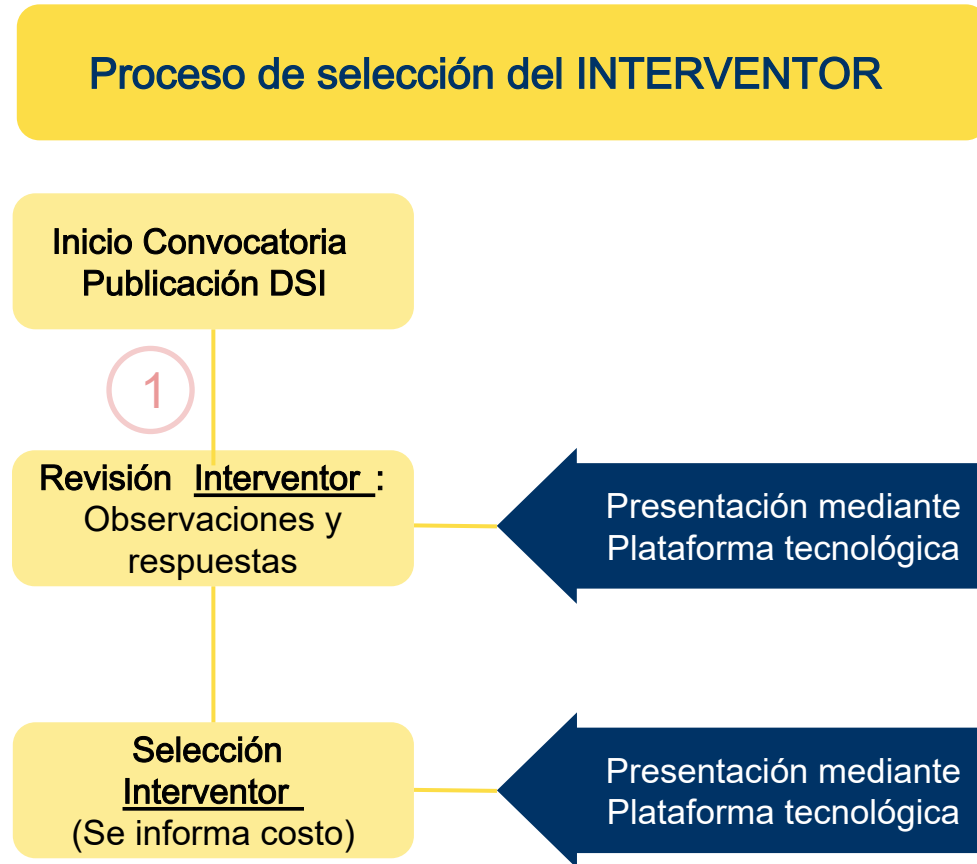 Proceso de selección del INTERVENTOR
Inicio Convocatoria
Publicación DSI
1
Revisión Interventor :
Observaciones y
respuestas
Presentación mediante
Plataforma tecnológica
Selección
Interventor
(Se informa costo)
Presentación mediante
Plataforma tecnológica